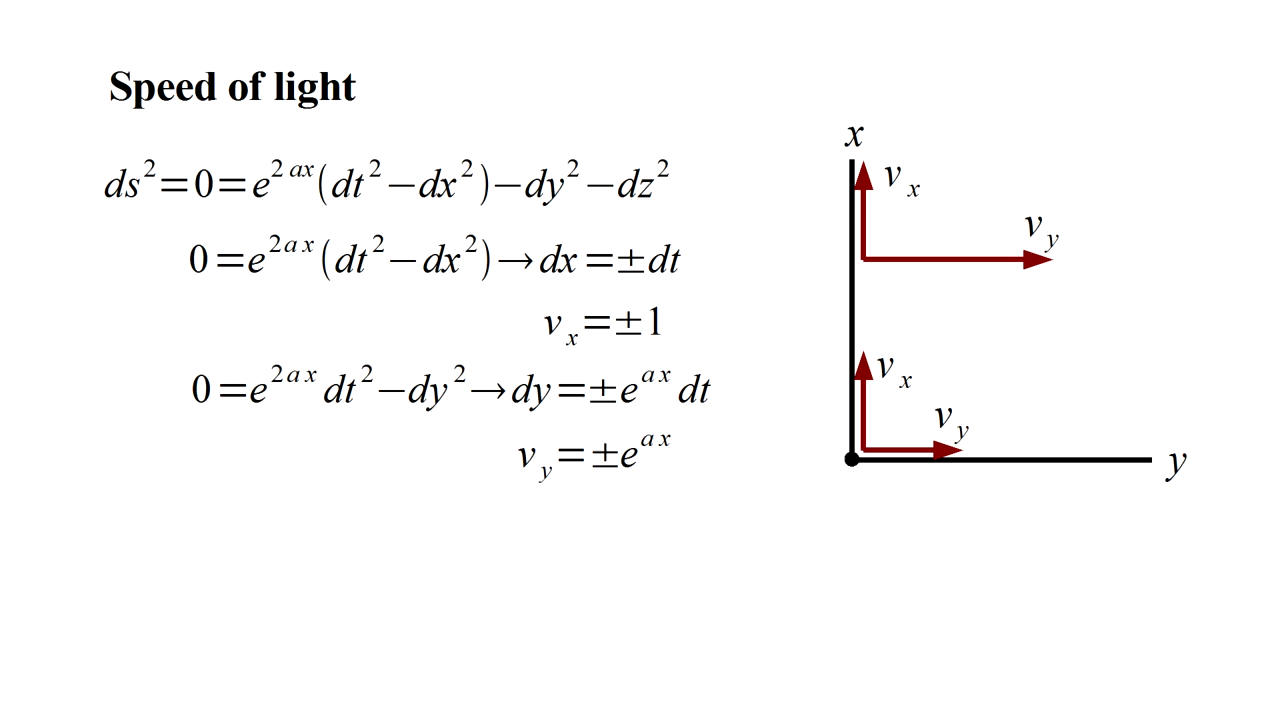 Speed of light
ds²=0=e^{2ax}(dt²−dx²)−dy²−dz²
0=e^{2ax}(dt²−dx²)→dx=±dt
v_x=±1
0=e^{2ax}dt²−dy²→dy=±e^{ax}dt
v_y=±e^{ax}
x
v_x
v_y
v_x
v_y
y